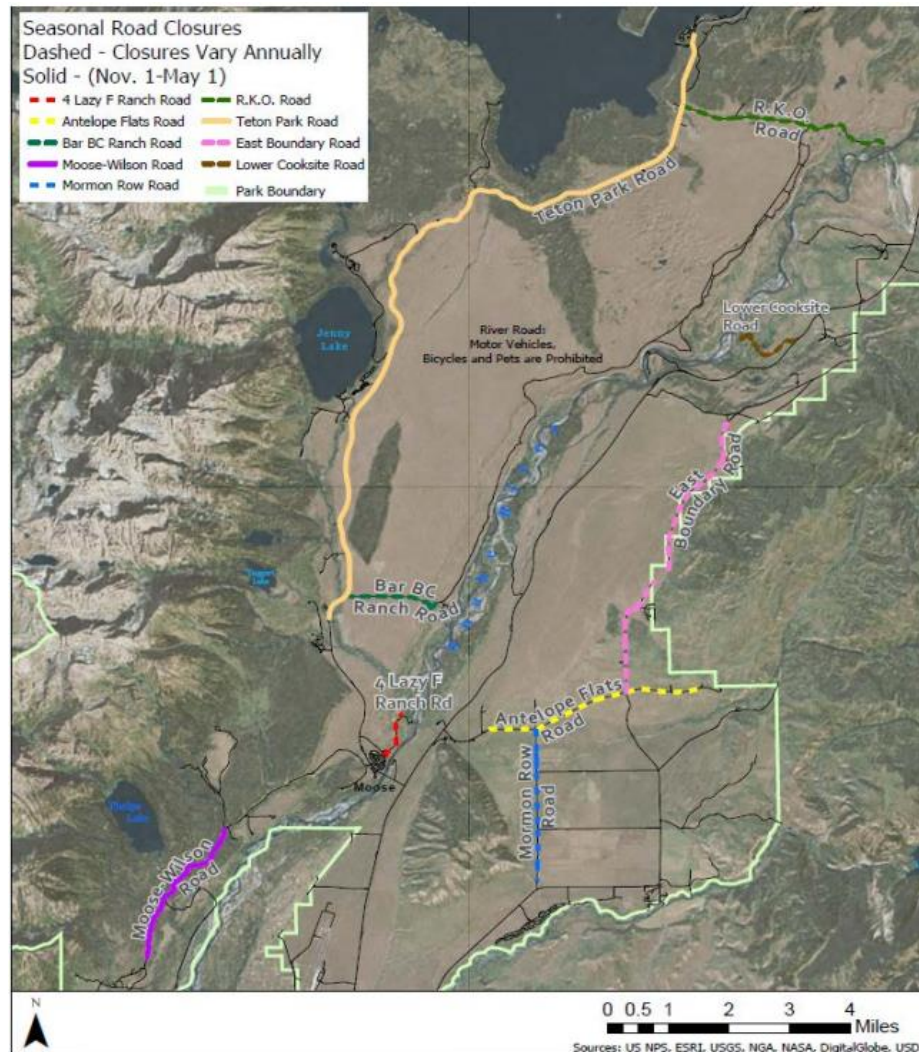 Seasonal Road Closures
Dashed - Closures Vary Annually
Solid - (Nov. 1-May 1)
4 Lazy F Ranch Road
Antelope Flats Road
Bar BC Ranch Road
Moose-Wilson Road
Mormon Row Road
R.K.O. Road
Teton Park Road
East Boundary Road
Lower Cooksite Road
Park Boundary
R.K.O.
Road
Teton Park Road
Lower Cooksite
Road
Jenny
Lake
River Road:
Motor Vehicles,
Bicycles and Pets are Prohibited
East
Boundary Road
Taggart
Lake
Bar BC
Ranch Road
4 Lazy F
Ranch Rd
Antelope Flats
Road
Moose
Mormon Row
Road
Phelps
Lake
Moose-Wilson
Road
N
0 0.5 1 2 3 4
Miles
Sources: US NPS, ESRI, USGS, NGA, NASA, DigitalGlobe, USD